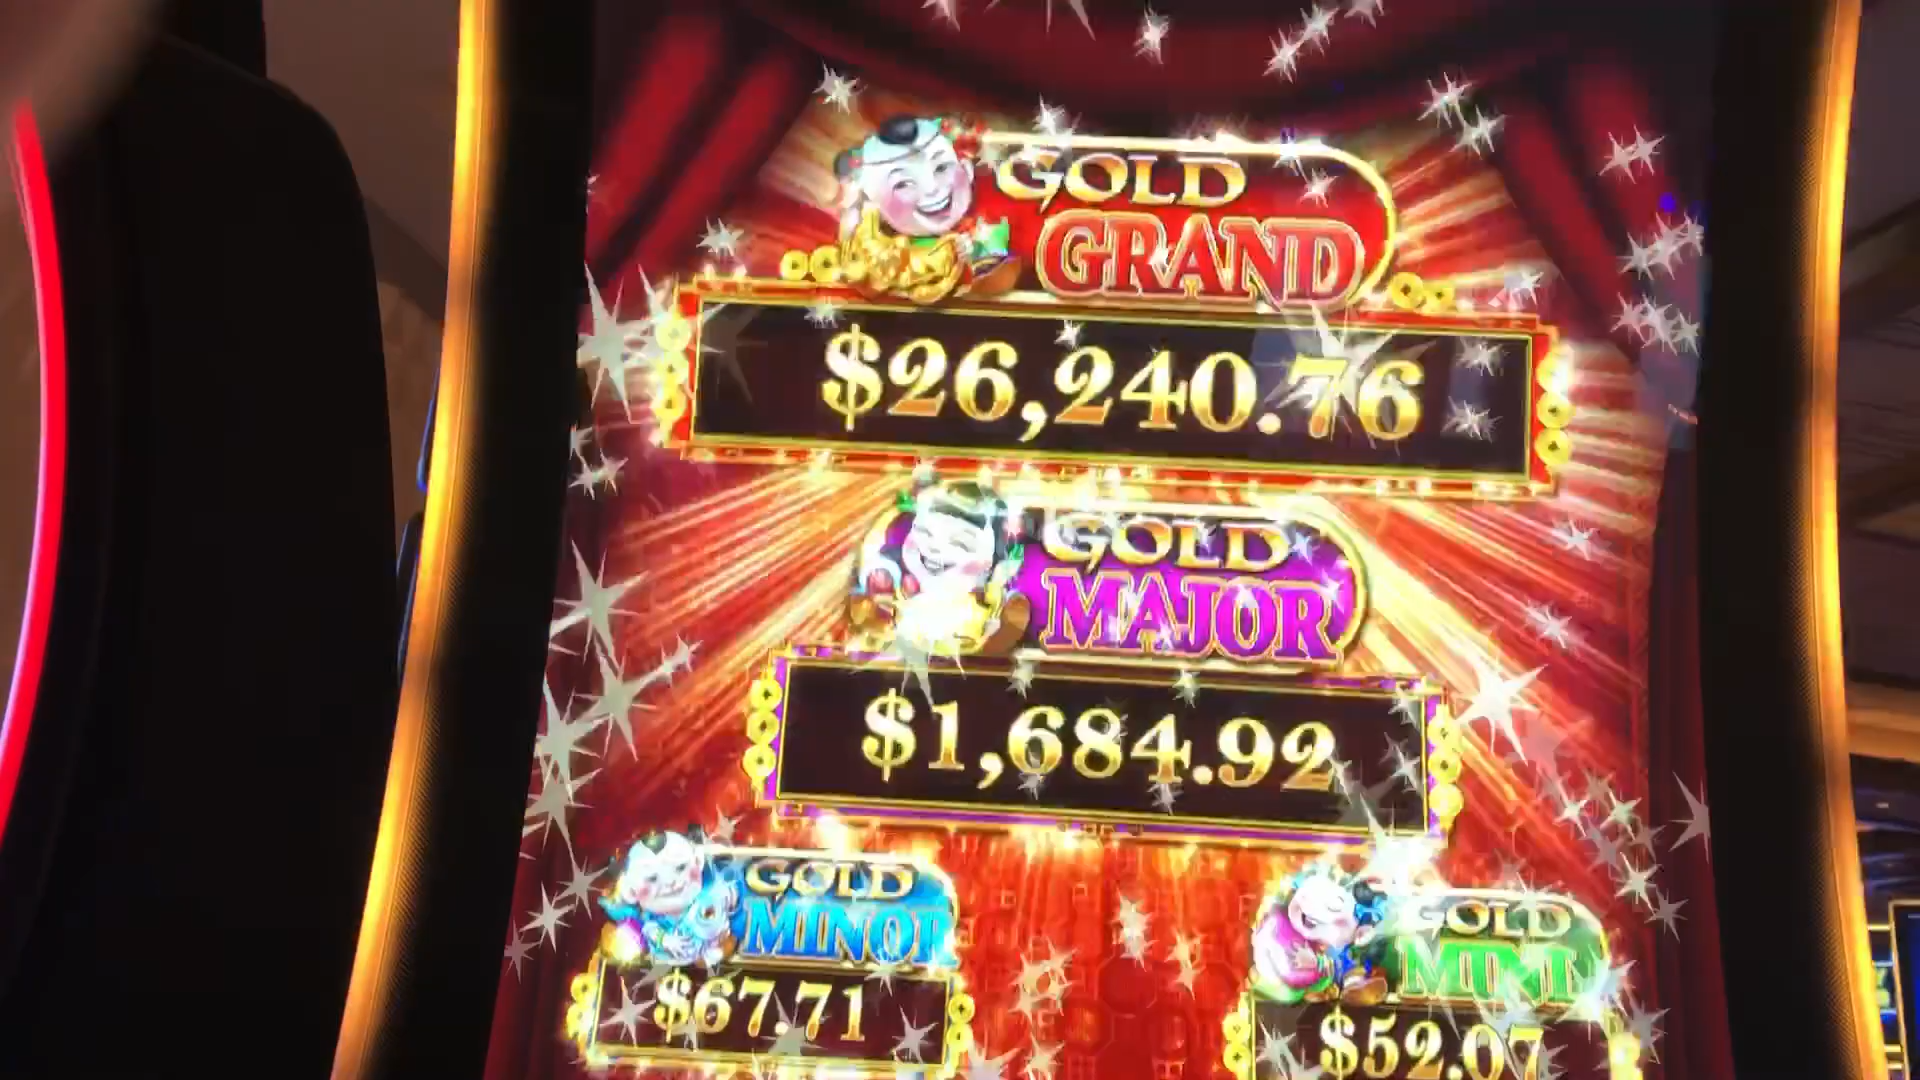 GOLD
GRAND
$26,240.76
GOLD
MAJOR
$1,684.92
GOLD
MINOR
$67.71
GOLD
MINI
$52.07